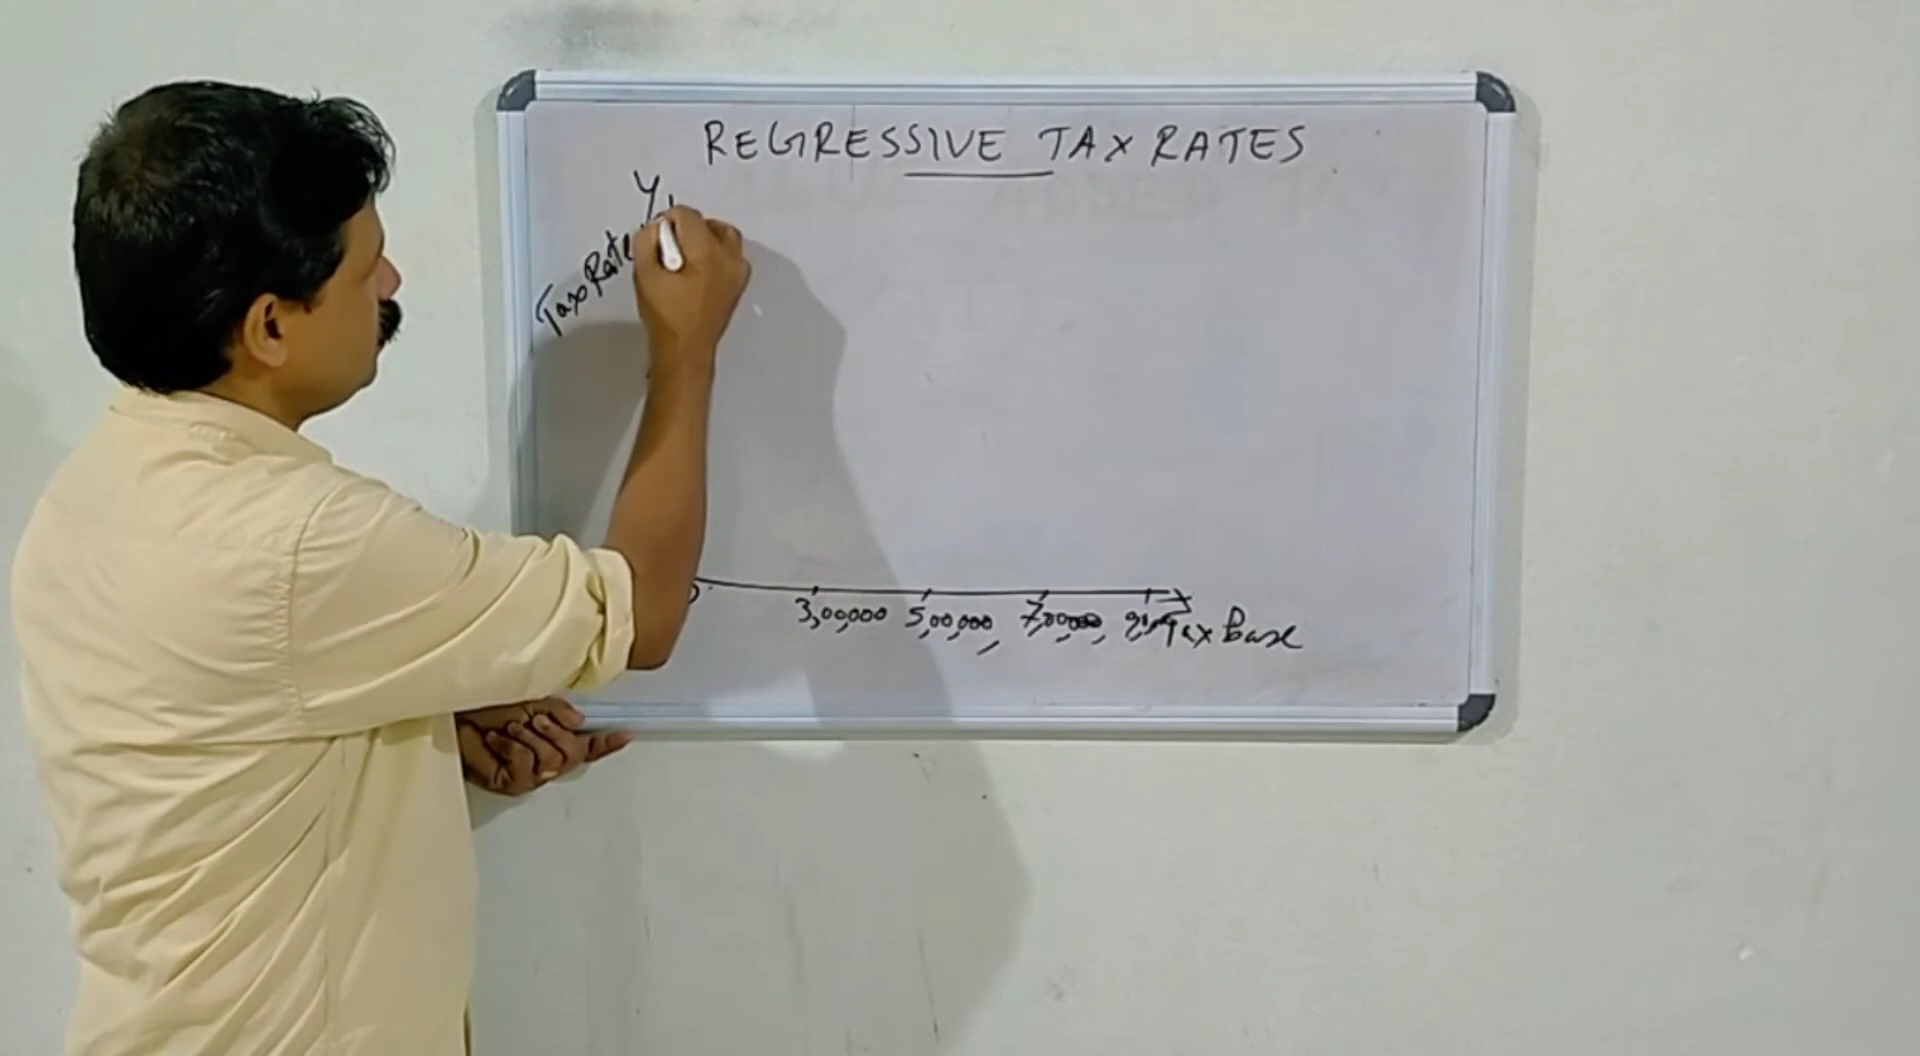 REGRESSIVE TAX RATES
Y
Tax Rate
3,00,000 5,00,000, 7,00,000,
X
Tax Base